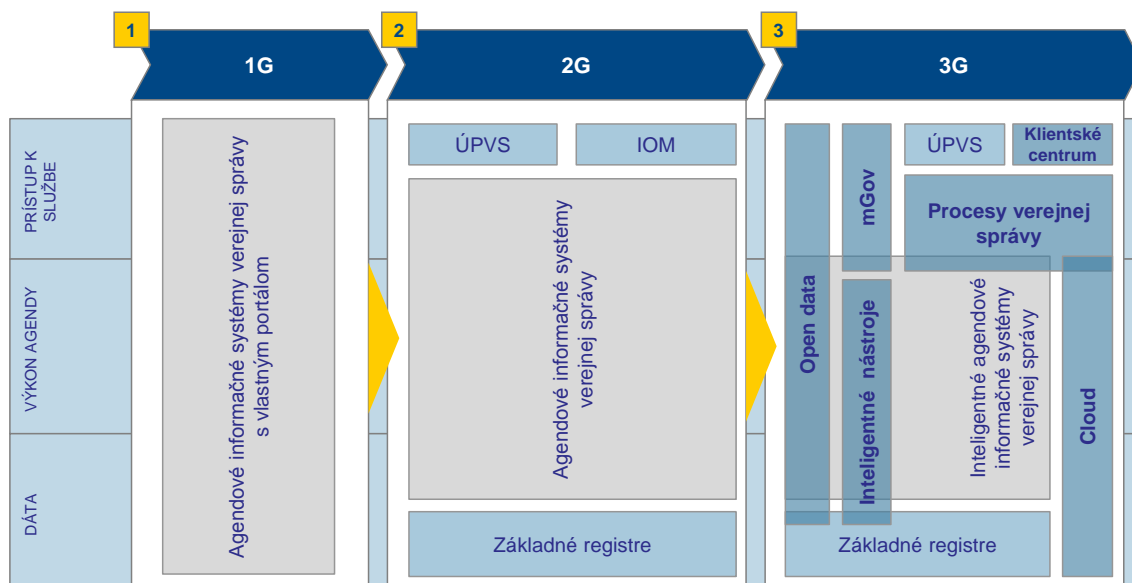 1
2
3
1G
2G
3G
PRÍSTUP K
SLUŽBE
VÝKON AGENDY
DÁTA
Agendové informačné systémy verejnej správy
s vlastným portálom
ÚPVS
IOM
Agendové informačné systémy
verejnej správy
Základné registre
Open data
mGov
Inteligentné nástroje
ÚPVS
Klientské
centrum
Procesy verejnej
správy
Inteligentné agendové
informačné systémy
verejnej správy
Cloud
Základné registre